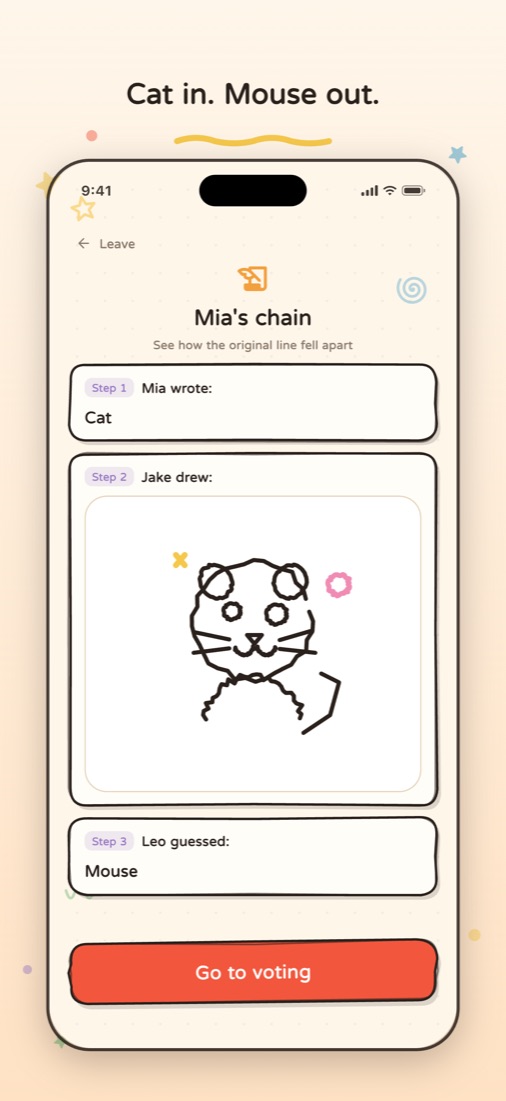 Cat in. Mouse out.
9:41
← Leave
Mia's chain
See how the original line fell apart
Step 1 Mia wrote:
Cat
Step 2 Jake drew:
Step 3 Leo guessed:
Mouse
Go to voting